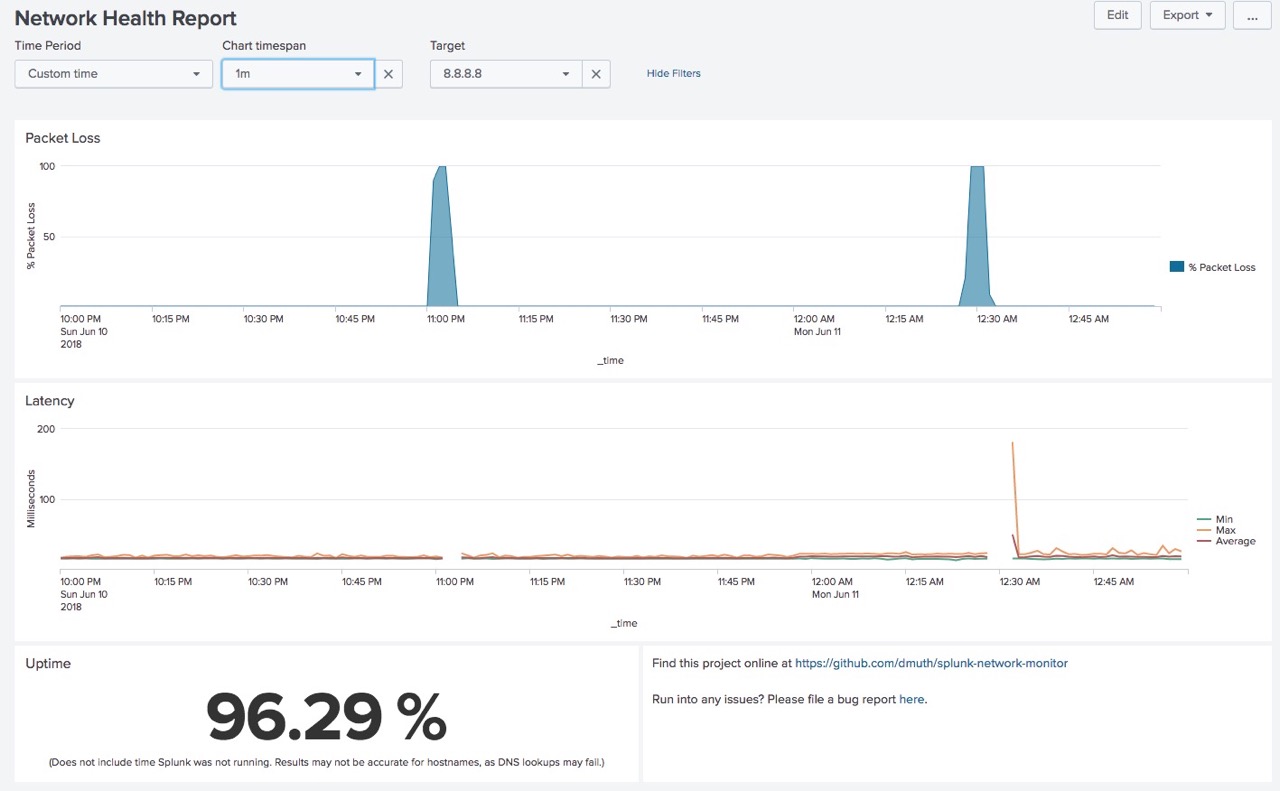 Network Health Report
Edit
Export
...
Time Period
Chart timespan
Target
Custom time
1m
8.8.8.8
Hide Filters
Packet Loss
100
50
% Packet Loss
% Packet Loss
10:00 PM 10:15 PM 10:30 PM 10:45 PM 11:00 PM 11:15 PM 11:30 PM 11:45 PM 12:00 AM 12:15 AM 12:30 AM 12:45 AM
Sun Jun 10 Mon Jun 11
2018
_time
Latency
200
100
Milliseconds
Min
Max
Average
10:00 PM 10:15 PM 10:30 PM 10:45 PM 11:00 PM 11:15 PM 11:30 PM 11:45 PM 12:00 AM 12:15 AM 12:30 AM 12:45 AM
Sun Jun 10 Mon Jun 11
2018
_time
Uptime
96.29 %
(Does not include time Splunk was not running. Results may not be accurate for hostnames, as DNS lookups may fail.)
Find this project online at https://github.com/dmuth/splunk-network-monitor
Run into any issues? Please file a bug report here.